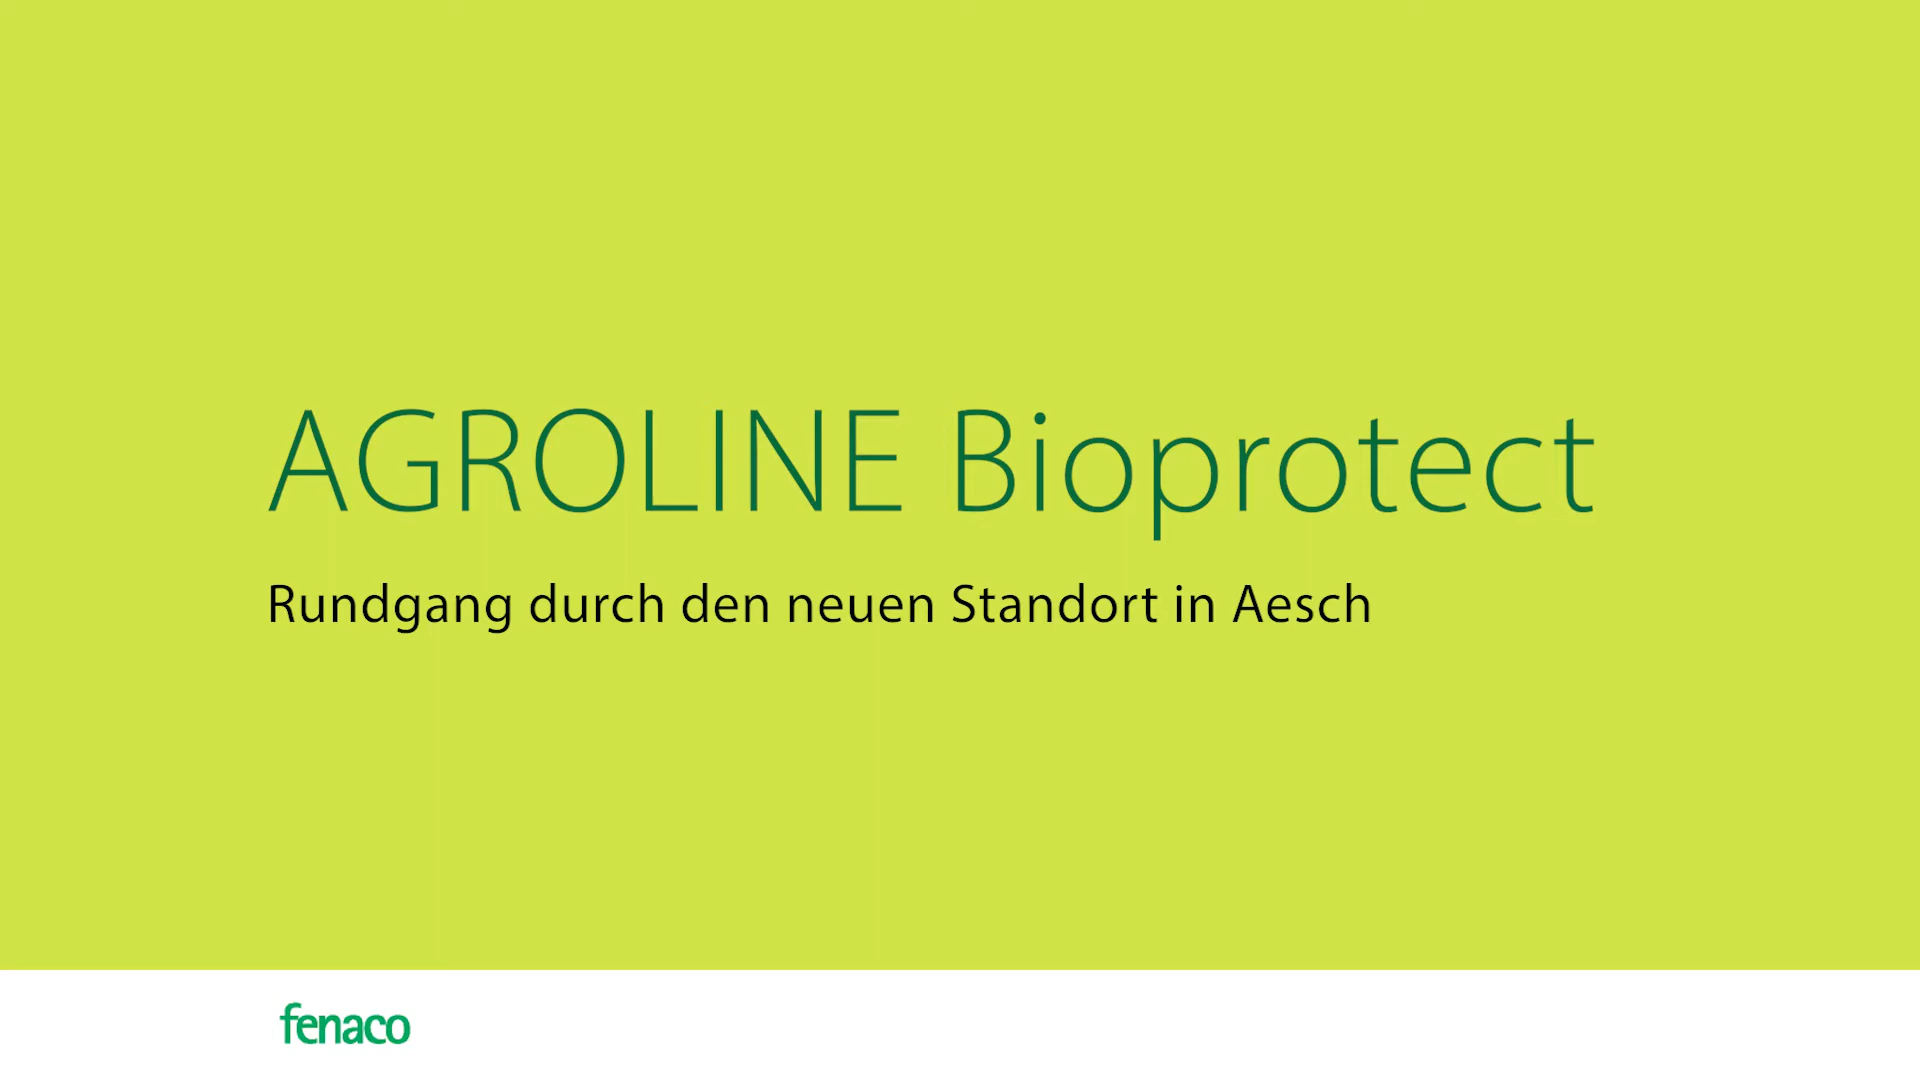 AGROLINE Bioprotect
Rundgang durch den neuen Standort in Aesch
fenaco